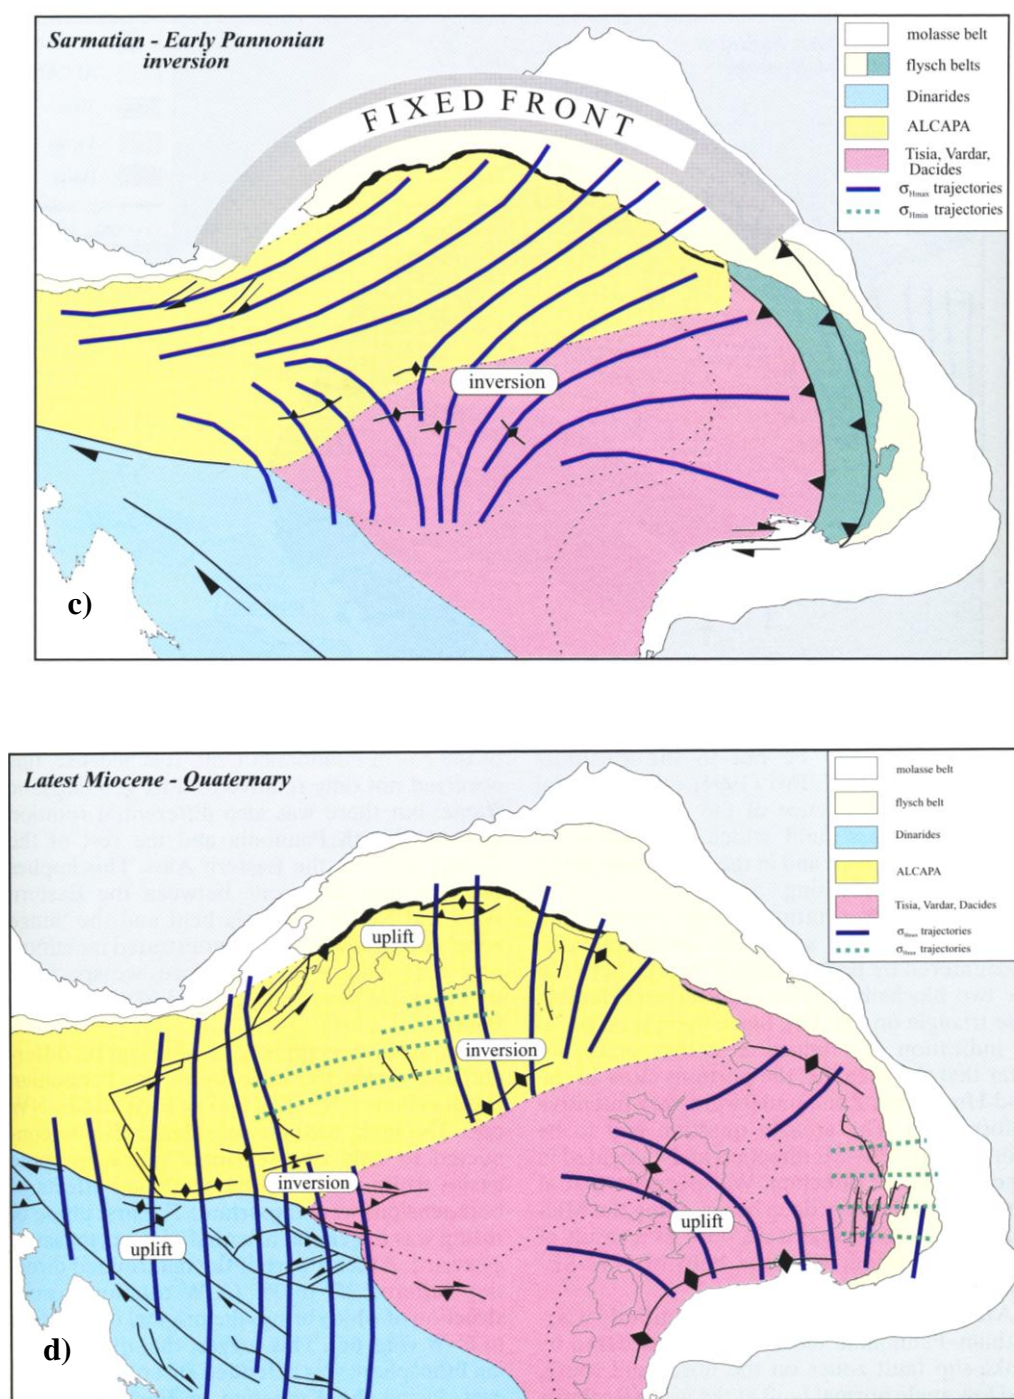 Sarmatian - Early Pannonian
inversion
FIXED FRONT
molasse belt
flysch belts
Dinarides
ALCAPA
Tisia, Vardar,
Dacides
σHmax trajectories
σHmin trajectories
inversion
c)
Latest Miocene - Quaternary
molasse belt
flysch belt
Dinarides
ALCAPA
Tisia, Vardar, Dacides
σHmax trajectories
σHmax trajectories
uplift
inversion
inversion
uplift
uplift
d)